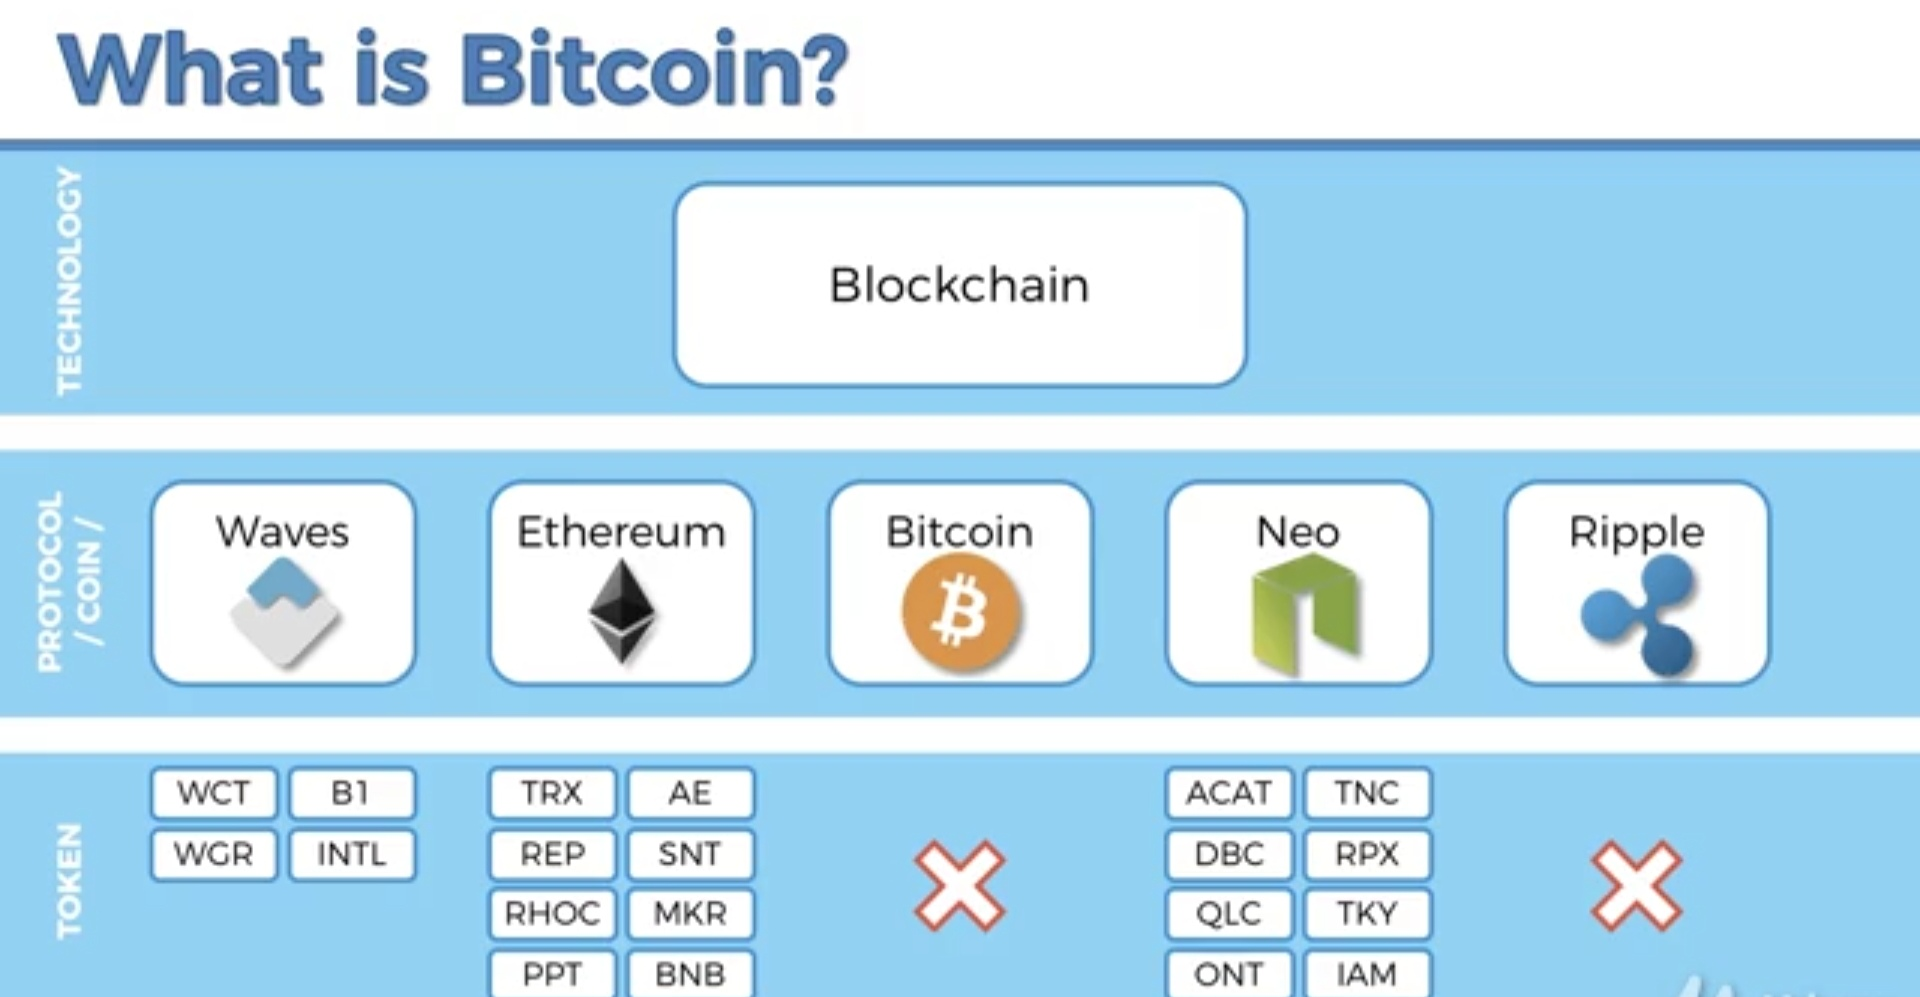 What is Bitcoin?
TECHNOLOGY
Blockchain
PROTOCOL
/ COIN /
Waves
Ethereum
Bitcoin
Neo
Ripple
TOKEN
WCT B1
WGR INTL
TRX AE
REP SNT
RHOC MKR
PPT BNB
ACAT TNC
DBC RPX
QLC TKY
ONT IAM